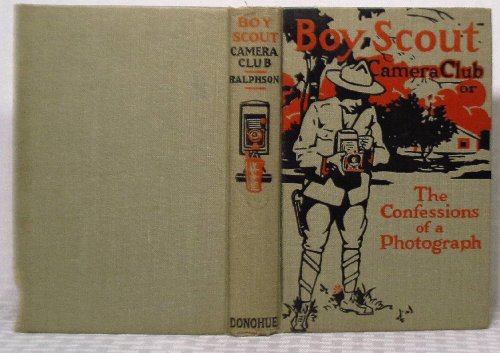 BOY
SCOUT
CAMERA
CLUB
RALPHSON
DONOHUE
Boy Scout
Camera Club
or
The
Confessions
of a
Photograph